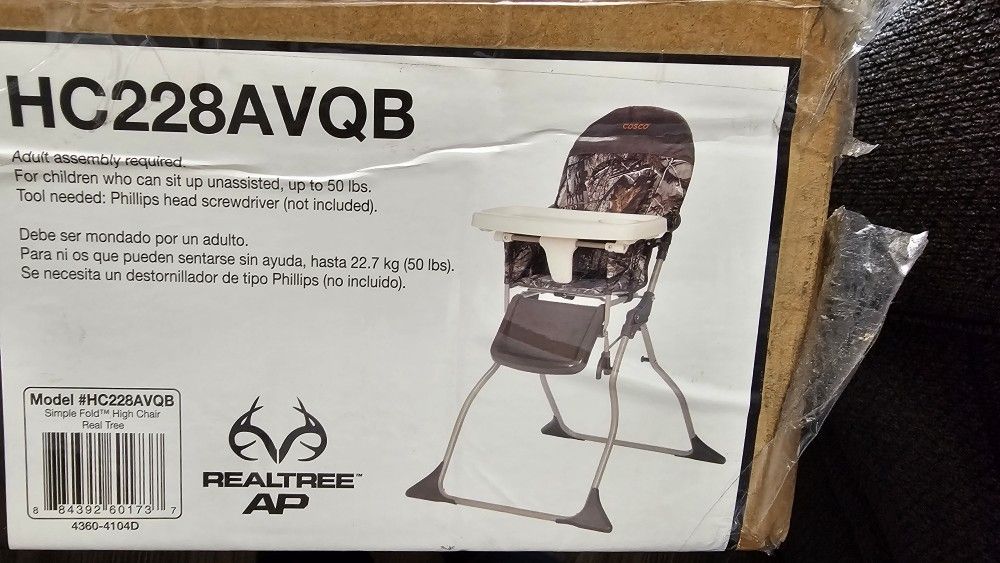 HC228AVQB
Adult assembly required.
For children who can sit up unassisted, up to 50 lbs.
Tool needed: Phillips head screwdriver (not included).
Debe ser mondado por un adulto.
Para ni os que pueden sentarse sin ayuda, hasta 22.7 kg (50 lbs).
Se necesita un destornillador de tipo Phillips (no incluido).
COSCO
Model #HC228AVQB
Simple Fold™ High Chair
Real Tree
8 84392 60173 7
4360-4104D
REALTREE™
AP